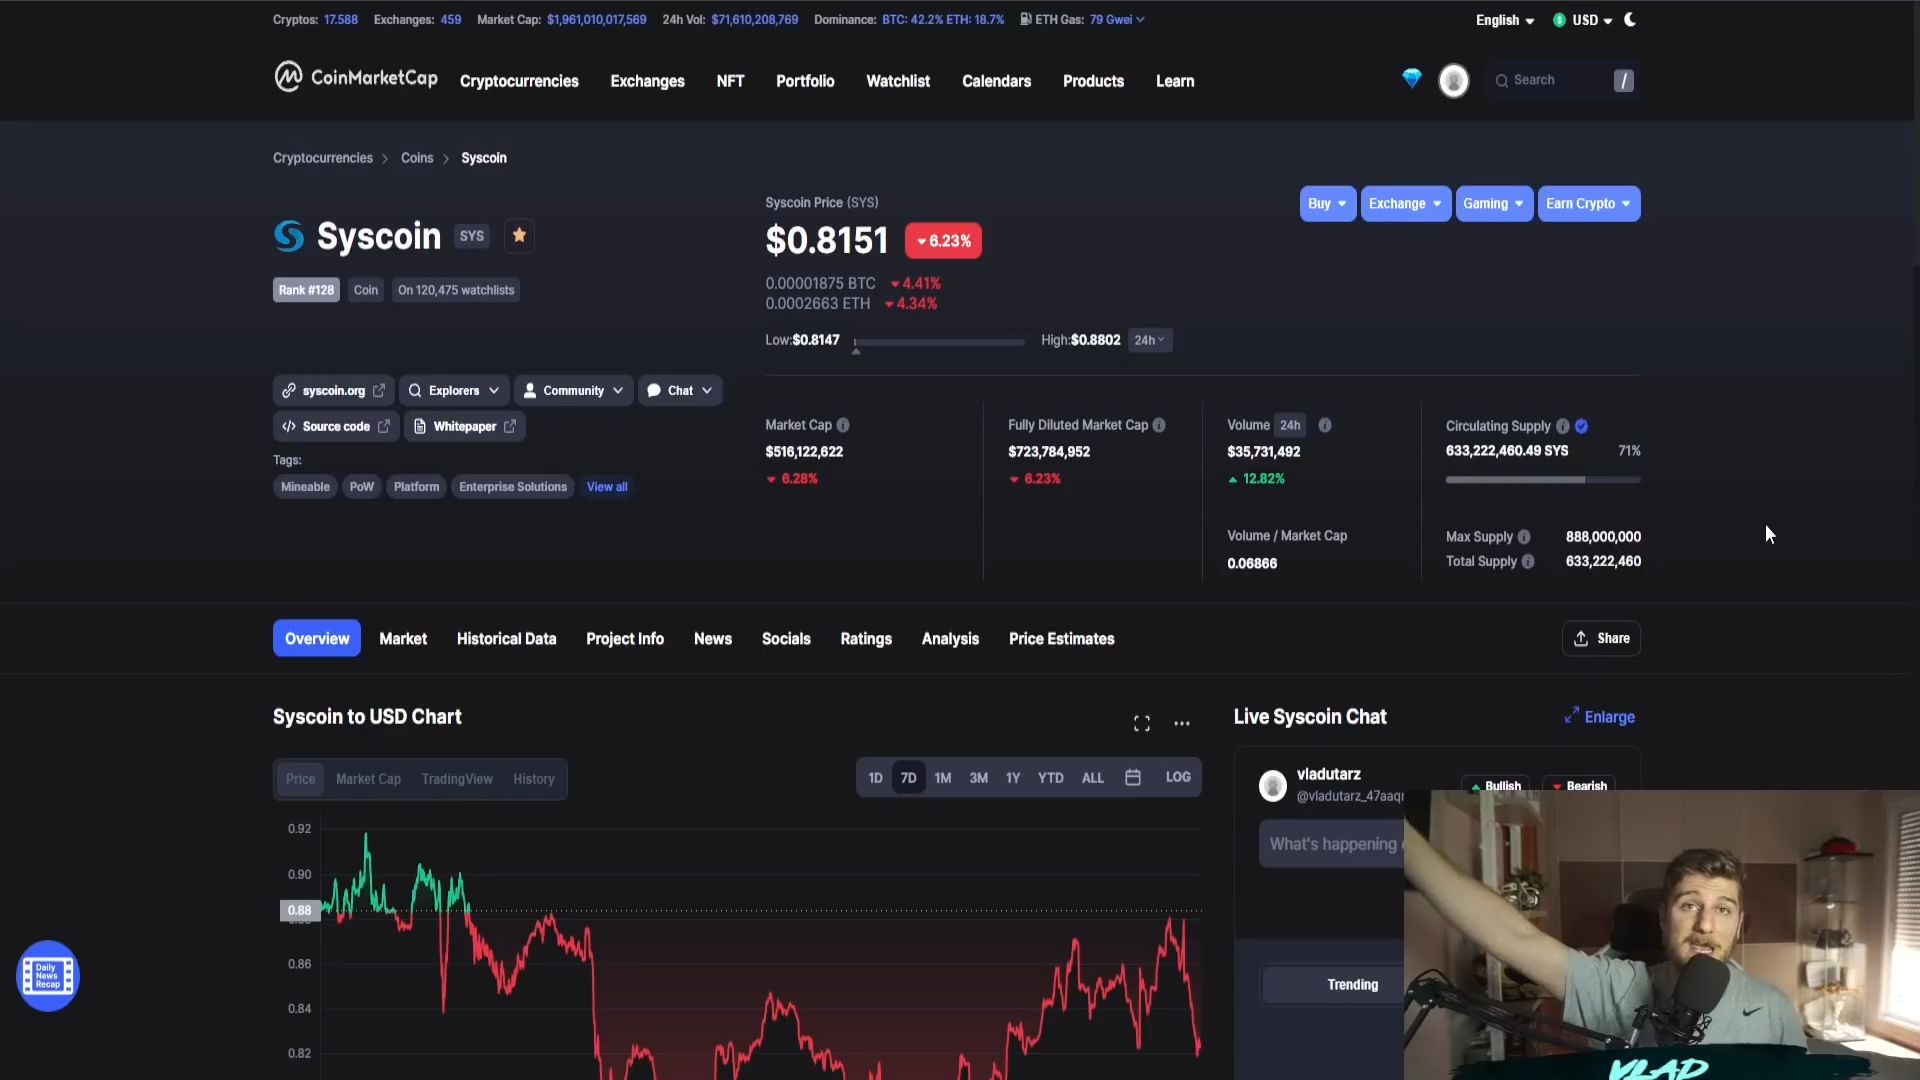 Cryptos: 17.588 Exchanges: 459 Market Cap: $1,961,010,017,569 24h Vol: $71,610,208,769 Dominance: BTC: 42.2% ETH: 18.7% ETH Gas: 79 Gwei English USD
CoinMarketCap Cryptocurrencies Exchanges NFT Portfolio Watchlist Calendars Products Learn Search /
Cryptocurrencies > Coins > Syscoin
Syscoin SYS
Rank #128 Coin On 120,475 watchlists
syscoin.org Explorers Community Chat
Source code Whitepaper
Tags:
Mineable PoW Platform Enterprise Solutions View all
Syscoin Price (SYS)
$0.8151 6.23%
0.00001875 BTC 4.41%
0.0002663 ETH 4.34%
Low:$0.8147 High:$0.8802 24h
Buy Exchange Gaming Earn Crypto
Market Cap
$516,122,622
6.28%
Fully Diluted Market Cap
$723,784,952
6.23%
Volume 24h
$35,731,492
12.82%
Volume / Market Cap
0.06866
Circulating Supply
633,222,460.49 SYS 71%
Max Supply 888,000,000
Total Supply 633,222,460
Overview Market Historical Data Project Info News Socials Ratings Analysis Price Estimates Share
Syscoin to USD Chart
Price Market Cap TradingView History
1D 7D 1M 3M 1Y YTD ALL LOG
0.92
0.90
0.88
0.86
0.84
0.82
Daily
News
Recap
Live Syscoin Chat Enlarge
vladutarz
@vladutarz_47aaq
Bullish Bearish
What's happening
Trending
VLAD